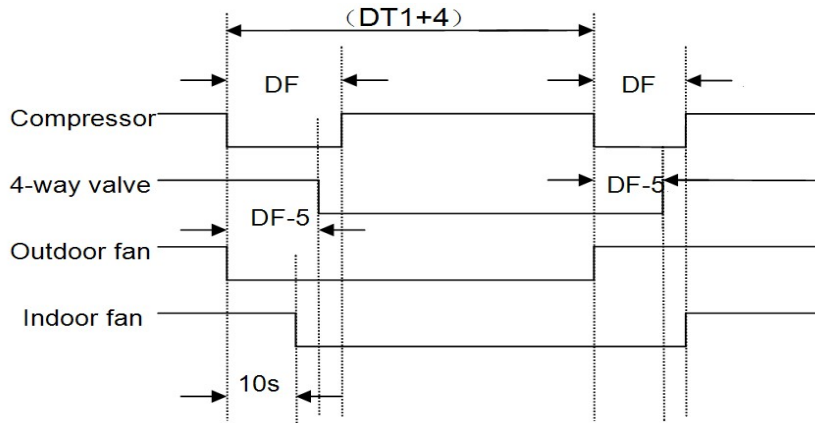 （DT1+4）
DF DF
Compressor
4-way valve DF-5
DF-5
Outdoor fan
Indoor fan
10s